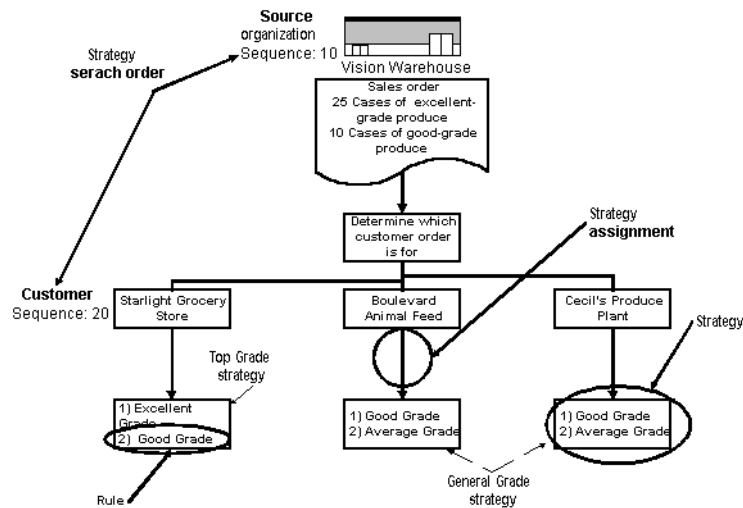 Source
organization
Sequence: 10
Vision Warehouse
Strategy
serach order
Sales order
25 Cases of excellent-
grade produce
10 Cases of good-grade
produce
Determine which
customer order
is for
Strategy
assignment
Customer
Sequence: 20
Starlight Grocery
Store
Boulevard
Animal Feed
Cecil's Produce
Plant
Strategy
Top Grade
strategy
1) Excellent
Grade
2) Good Grade
1) Good Grade
2) Average Grade
1) Good Grade
2) Average Grade
General Grade
strategy
Rule